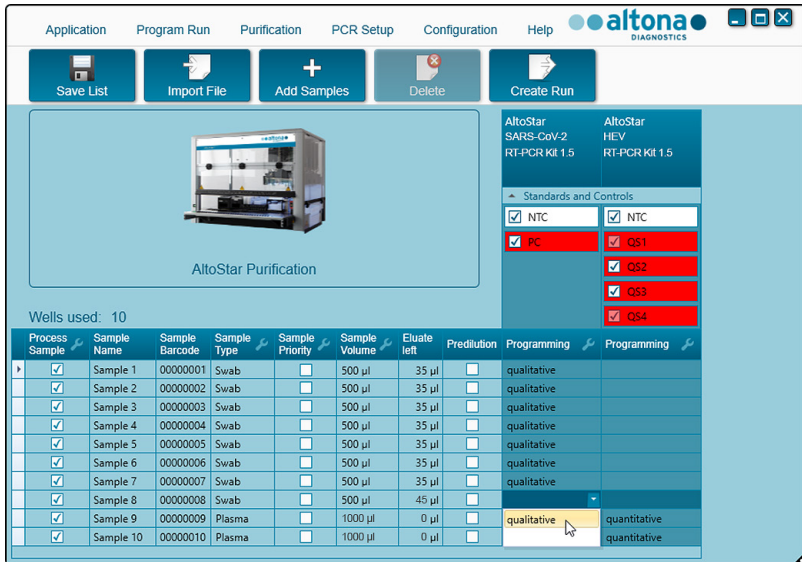 Application Program Run Purification PCR Setup Configuration Help altona DIAGNOSTICS
Save List Import File Add Samples Delete Create Run
AltoStar AltoStar
SARS-CoV-2 HEV
RT-PCR Kit 1.5 RT-PCR Kit 1.5
Standards and Controls
NTC NTC
PC QS1
QS2
QS3
QS4
AltoStar Purification
Wells used: 10
Process Sample Sample Name Sample Barcode Sample Type Sample Priority Sample Volume Eluate left Predilution Programming Programming
Sample 1 00000001 Swab 500 µl 35 µl qualitative
Sample 2 00000002 Swab 500 µl 35 µl qualitative
Sample 3 00000003 Swab 500 µl 35 µl qualitative
Sample 4 00000004 Swab 500 µl 35 µl qualitative
Sample 5 00000005 Swab 500 µl 35 µl qualitative
Sample 6 00000006 Swab 500 µl 35 µl qualitative
Sample 7 00000007 Swab 500 µl 35 µl qualitative
Sample 8 00000008 Swab 500 µl 45 µl
Sample 9 00000009 Plasma 1000 µl 0 µl qualitative quantitative
Sample 10 00000010 Plasma 1000 µl 0 µl quantitative